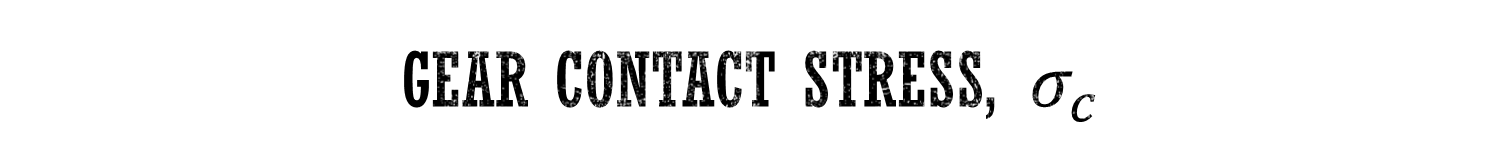 GEAR CONTACT STRESS, σ_c